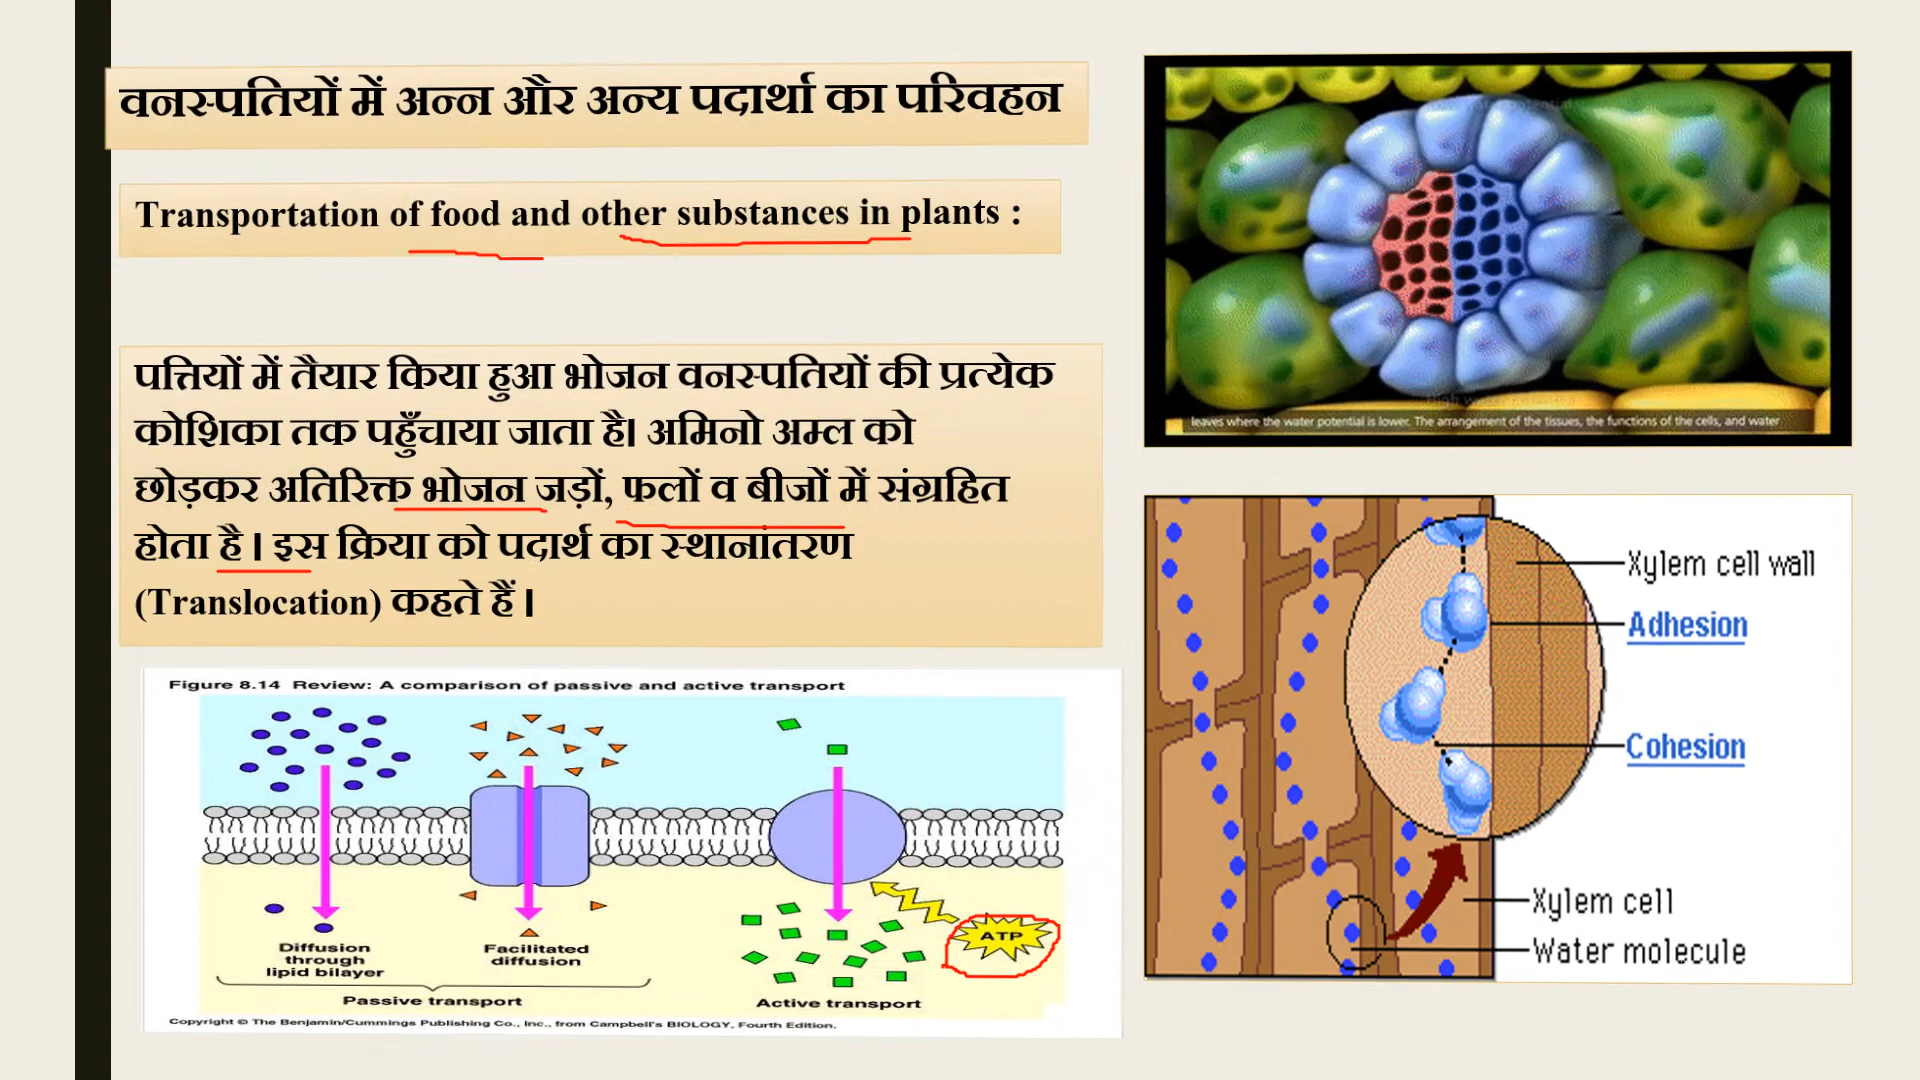 वनस्पतियों में अन्न और अन्य पदार्था का परिवहन
Transportation of food and other substances in plants :
पत्तियों में तैयार किया हुआ भोजन वनस्पतियों की प्रत्येक
कोशिका तक पहुँचाया जाता है। अमिनो अम्ल को
छोड़कर अतिरिक्त भोजन जड़ों, फलों व बीजों में संग्रहित
होता है । इस क्रिया को पदार्थ का स्थानांतरण
(Translocation) कहते हैं ।
leaves where the water potential is lower. The arrangement of the tissues, the functions of the cells, and water
Xylem cell wall
Adhesion
Cohesion
Xylem cell
Water molecule
Figure 8.14 Review: A comparison of passive and active transport
ATP
Diffusion
through
lipid bilayer
Facilitated
diffusion
Passive transport
Active transport
Copyright © The Benjamin/Cummings Publishing Co., Inc., from Campbell's BIOLOGY, Fourth Edition.